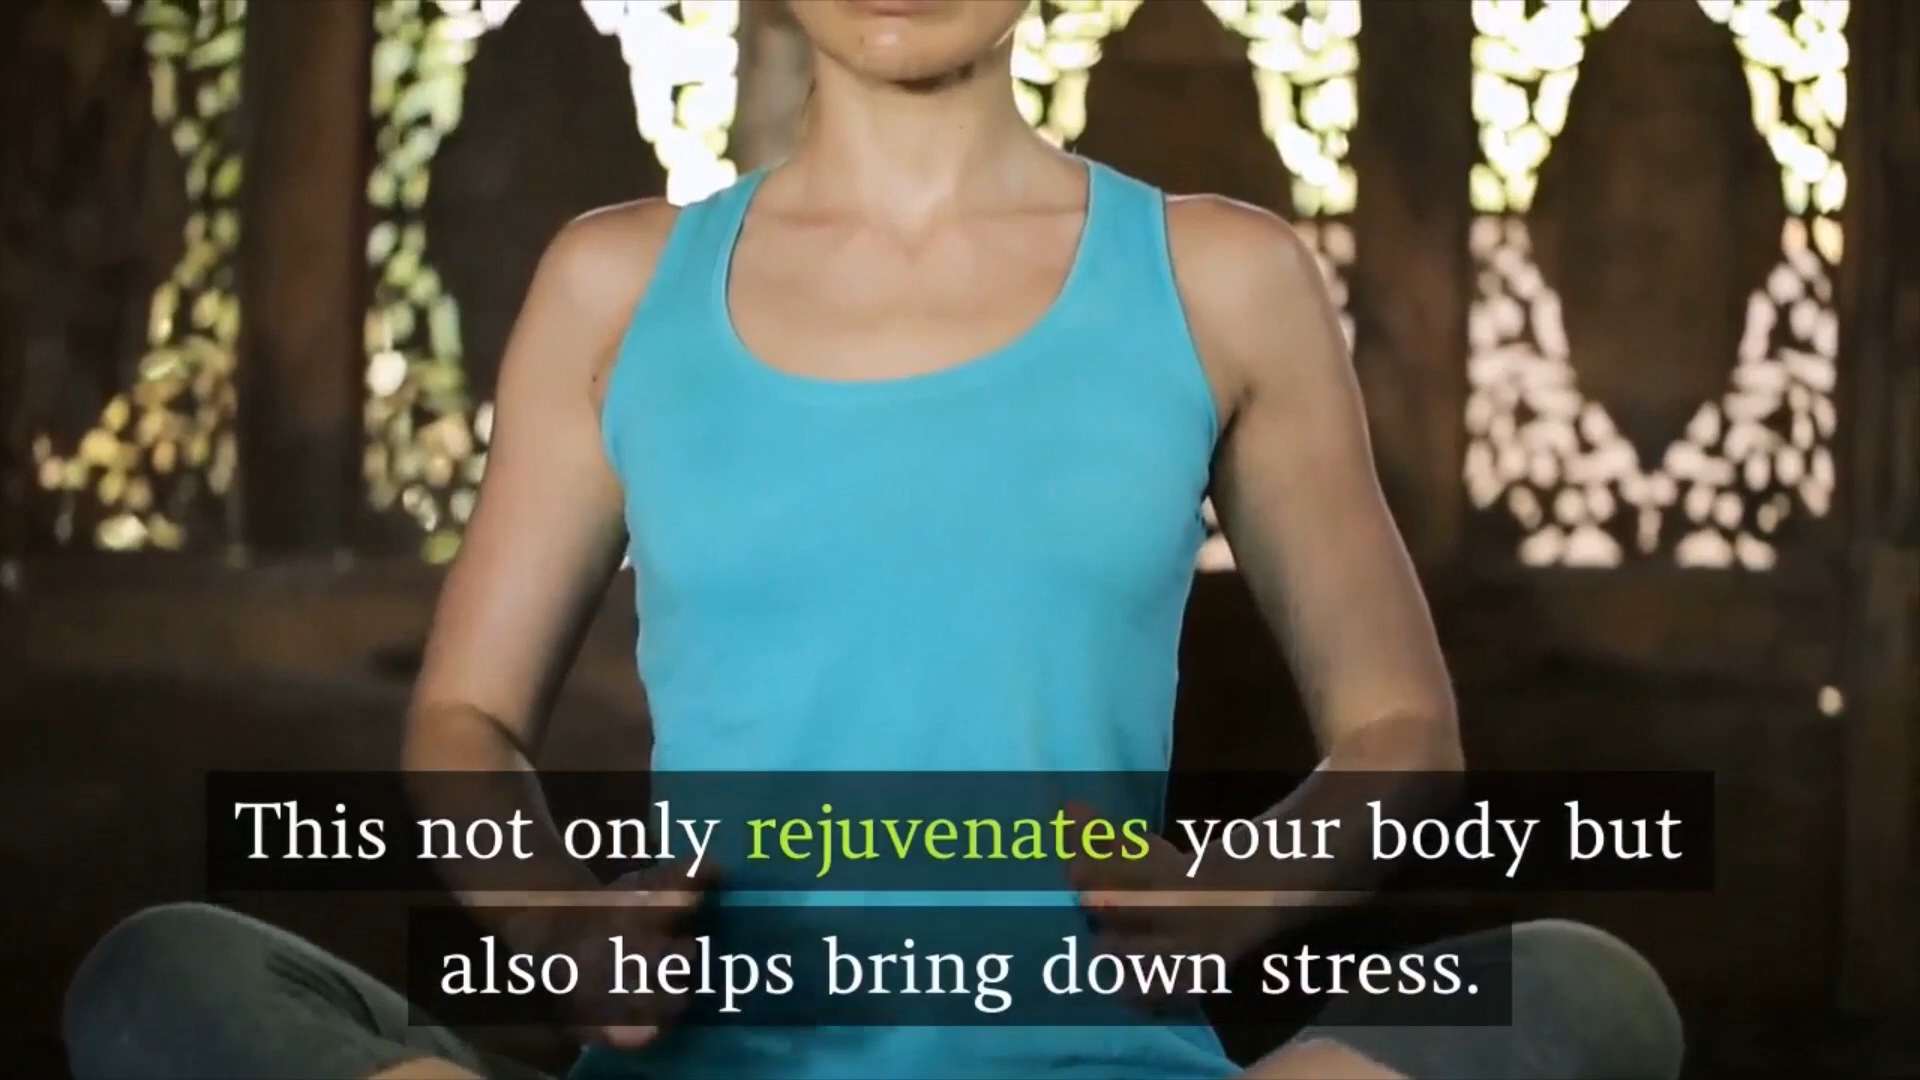 This not only rejuvenates your body but
also helps bring down stress.